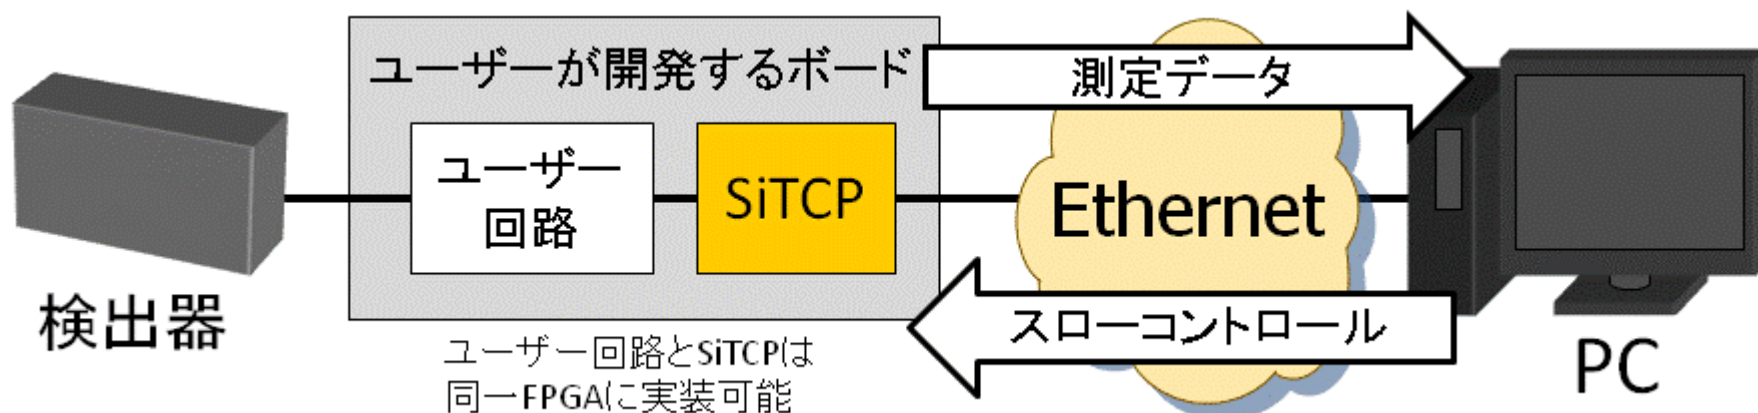 ユーザーが開発するボード
測定データ
ユーザー
回路
SiTCP
Ethernet
検出器
スローコントロール
PC
ユーザー回路とSiTCPは
同一FPGAに実装可能